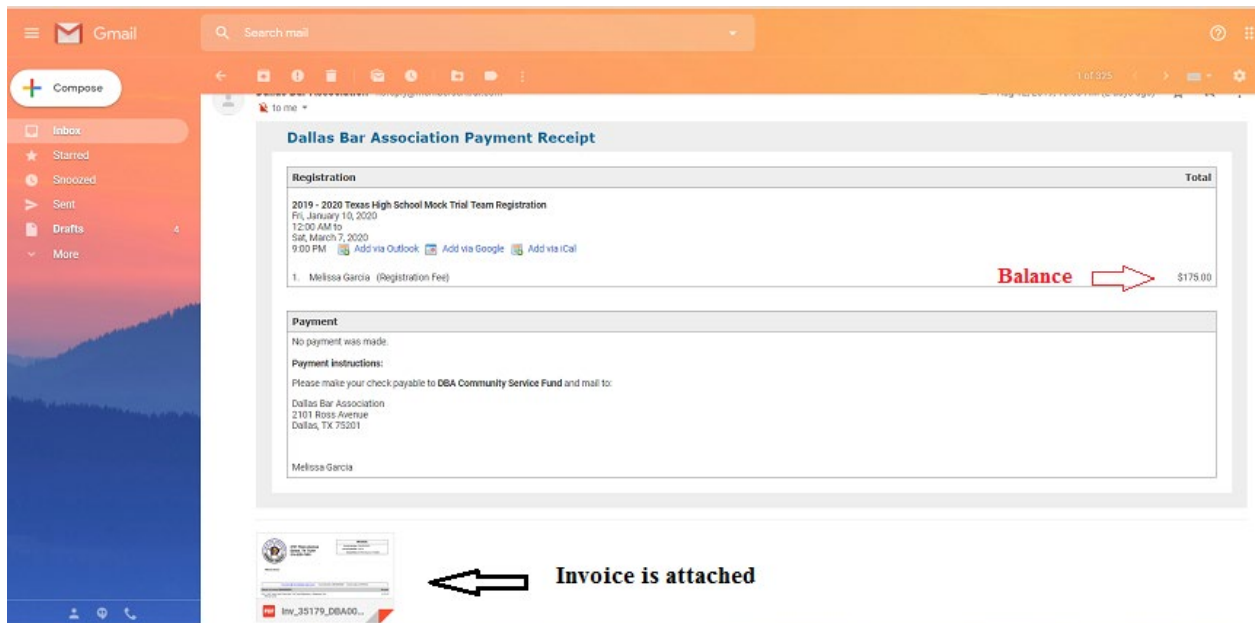 Gmail
Search mail
Compose
1 of 325
to me
Inbox
Starred
Snoozed
Sent
Drafts 4
More
Dallas Bar Association Payment Receipt
Registration Total
2019 - 2020 Texas High School Mock Trial Team Registration
Fri, January 10, 2020
12:00 AM to
Sat, March 7, 2020
9:00 PM Add via Outlook Add via Google Add via iCal
1. Melissa Garcia (Registration Fee) $175.00
Balance
Payment
No payment was made.
Payment instructions:
Please make your check payable to DBA Community Service Fund and mail to:
Dallas Bar Association
2101 Ross Avenue
Dallas, TX 75201
Melissa Garcia
Invoice is attached
PDF Inv_35179_DBA00...